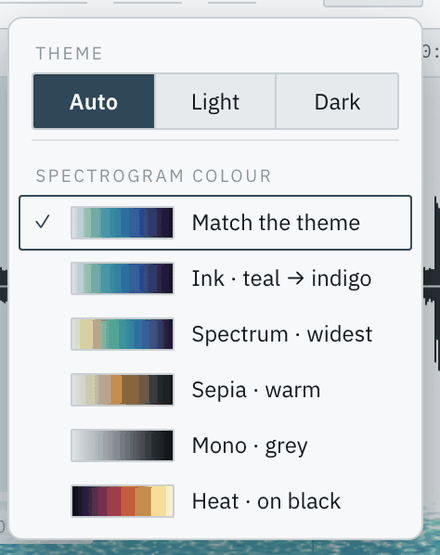 THEME
Auto Light Dark
SPECTROGRAM COLOUR
Match the theme
Ink · teal → indigo
Spectrum · widest
Sepia · warm
Mono · grey
Heat · on black